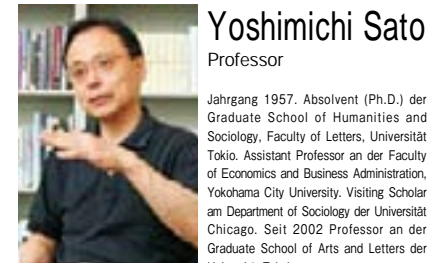 Yoshimichi Sato
Professor
Jahrgang 1957. Absolvent (Ph.D.) der
Graduate School of Humanities and
Sociology, Faculty of Letters, Universität
Tokio. Assistant Professor an der Faculty
of Economics and Business Administration,
Yokohama City University. Visiting Scholar
am Department of Sociology der Universität
Chicago. Seit 2002 Professor an der
Graduate School of Arts and Letters der